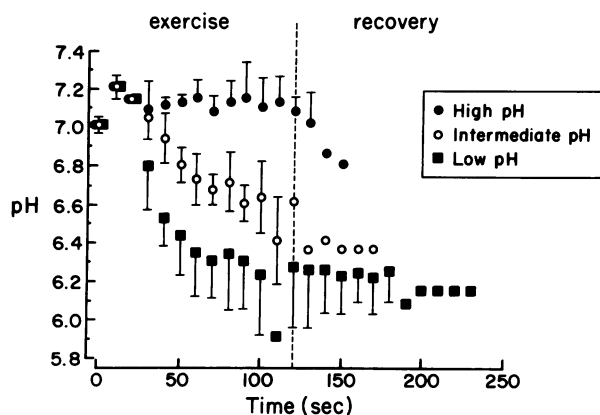 exercise recovery
7.4
7.2
7.0
6.8
6.6
6.4
6.2
6.0
5.8
pH
High pH
Intermediate pH
Low pH
0 50 100 150 200 250
Time (sec)